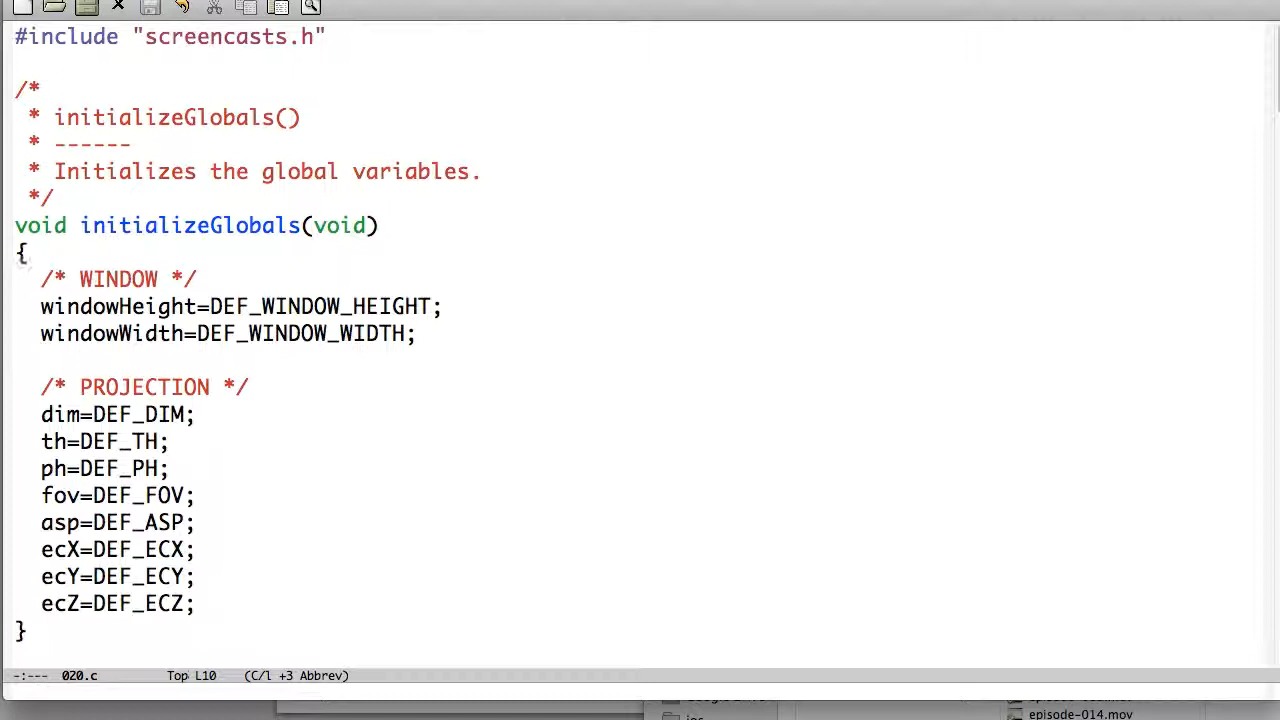 #include "screencasts.h"
/*
 * initializeGlobals()
 * ------
 * Initializes the global variables.
 */
void initializeGlobals(void)
{
  /* WINDOW */
  windowHeight=DEF_WINDOW_HEIGHT;
  windowWidth=DEF_WINDOW_WIDTH;
  /* PROJECTION */
  dim=DEF_DIM;
  th=DEF_TH;
  ph=DEF_PH;
  fov=DEF_FOV;
  asp=DEF_ASP;
  ecX=DEF_ECX;
  ecY=DEF_ECY;
  ecZ=DEF_ECZ;
}
-:--- 020.c Top L10 (C/l +3 Abbrev)
episode-014.mov